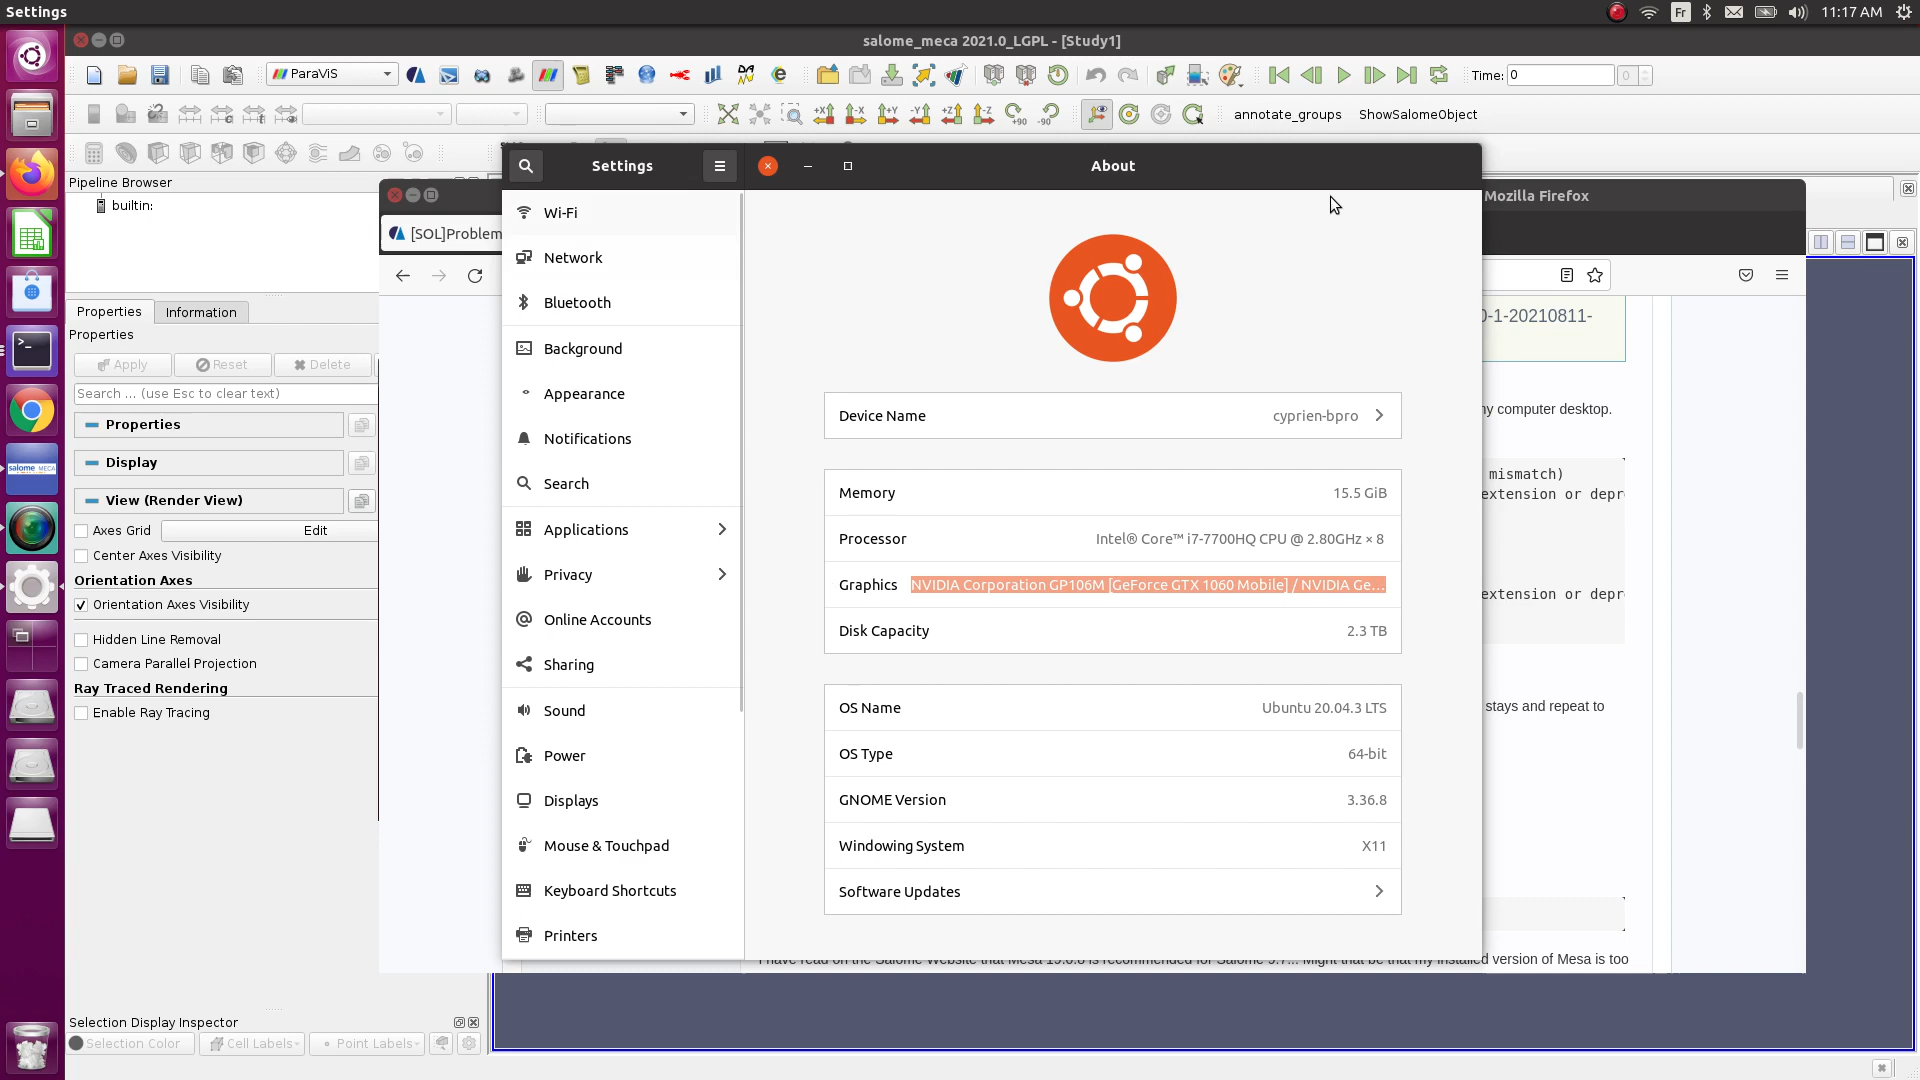 Settings
Fr
11:17 AM
salome_meca 2021.0_LGPL - [Study1]
ParaViS
Time: 0
0
+X
-X
+Y
-Y
+Z
-Z
+90
-90
annotate_groups
ShowSalomeObject
Pipeline Browser
builtin:
Properties
Information
Properties
Apply
Reset
Delete
Search ... (use Esc to clear text)
Properties
Display
View (Render View)
Axes Grid
Edit
Center Axes Visibility
Orientation Axes
Orientation Axes Visibility
Hidden Line Removal
Camera Parallel Projection
Ray Traced Rendering
Enable Ray Tracing
Selection Display Inspector
Selection Color
Cell Labels
Point Labels
salome MECA
[SOL]Problem
Mozilla Firefox
0-1-20210811-
computer desktop.
mismatch)
extension or depr
extension or depr
stays and repeat to
version of Mesa is too
Settings
Wi-Fi
Network
Bluetooth
Background
Appearance
Notifications
Search
Applications
Privacy
Online Accounts
Sharing
Sound
Power
Displays
Mouse & Touchpad
Keyboard Shortcuts
Printers
About
Device Name
cyprien-bpro
Memory
15.5 GiB
Processor
Intel® Core™ i7-7700HQ CPU @ 2.80GHz × 8
Graphics
NVIDIA Corporation GP106M [GeForce GTX 1060 Mobile] / NVIDIA Ge...
Disk Capacity
2.3 TB
OS Name
Ubuntu 20.04.3 LTS
OS Type
64-bit
GNOME Version
3.36.8
Windowing System
X11
Software Updates